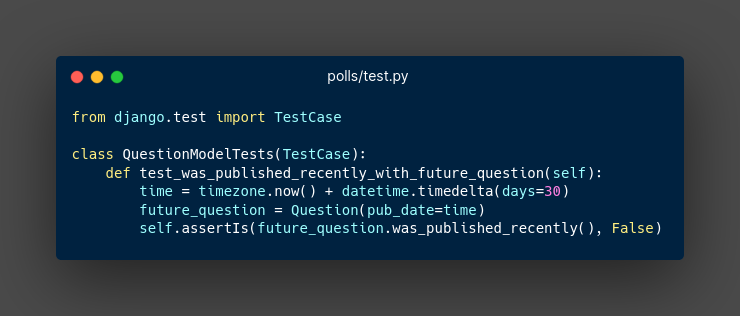 polls/test.py
from django.test import TestCase
class QuestionModelTests(TestCase):
    def test_was_published_recently_with_future_question(self):
        time = timezone.now() + datetime.timedelta(days=30)
        future_question = Question(pub_date=time)
        self.assertIs(future_question.was_published_recently(), False)